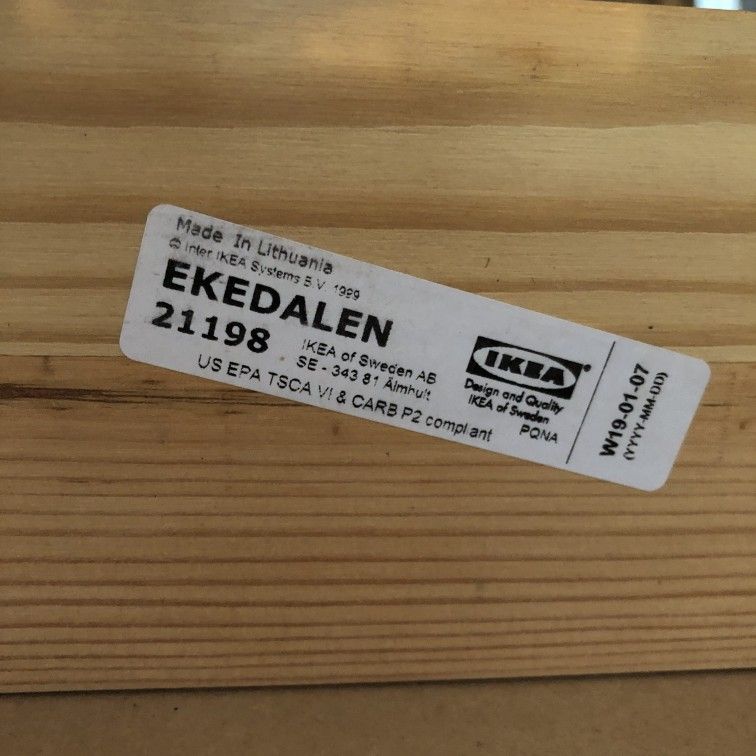 Made In Lithuania
© Inter IKEA Systems B.V. 1999
EKEDALEN
21198
IKEA of Sweden AB
SE - 343 81 Älmhult
US EPA TSCA VI & CARB P2 compliant
IKEA®
Design and Quality
IKEA of Sweden
PQNA
W19-01-07
(YYYY-MM-DD)